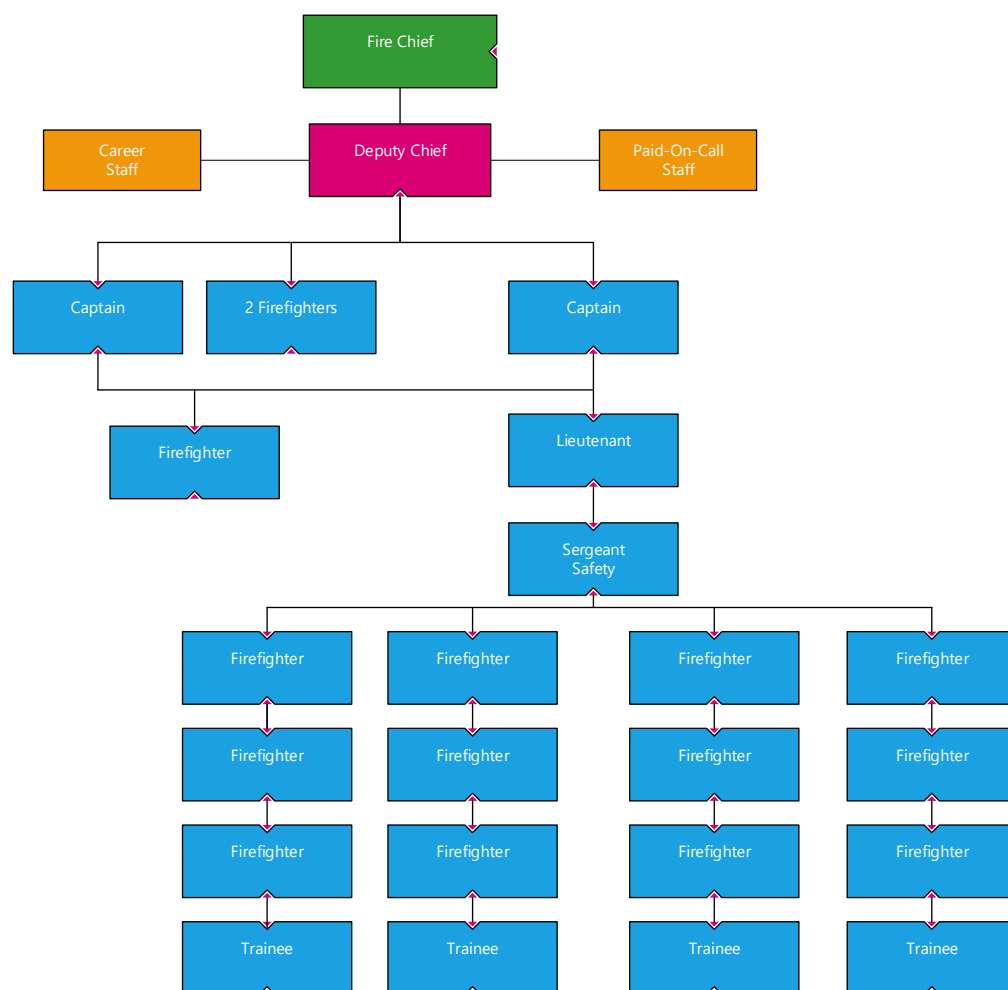 Fire Chief
Career
Staff
Deputy Chief
Paid-On-Call
Staff
Captain
2 Firefighters
Captain
Firefighter
Lieutenant
Sergeant
Safety
Firefighter
Firefighter
Firefighter
Firefighter
Firefighter
Firefighter
Firefighter
Firefighter
Firefighter
Firefighter
Firefighter
Firefighter
Trainee
Trainee
Trainee
Trainee